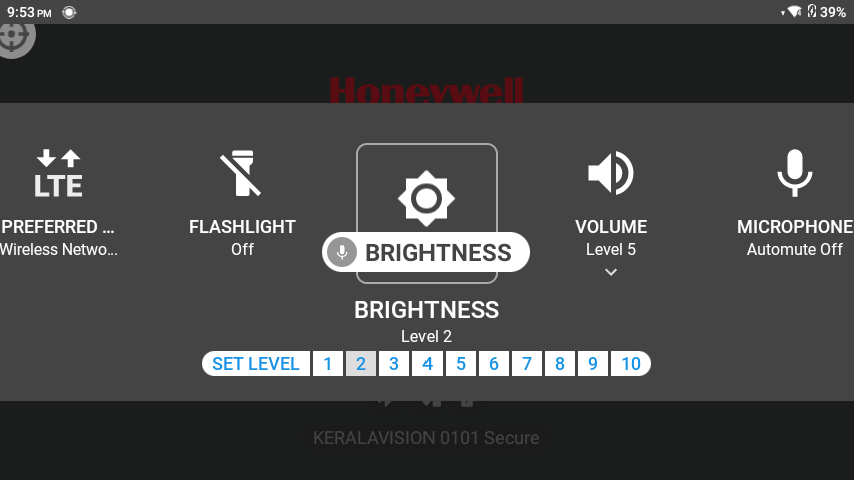 9:53 PM
39%
Honeywell
LTE
PREFERRED ...
Wireless Netwo...
FLASHLIGHT
Off
BRIGHTNESS
VOLUME
Level 5
MICROPHONE
Automute Off
BRIGHTNESS
Level 2
SET LEVEL 1 2 3 4 5 6 7 8 9 10
KERALAVISION 0101 Secure